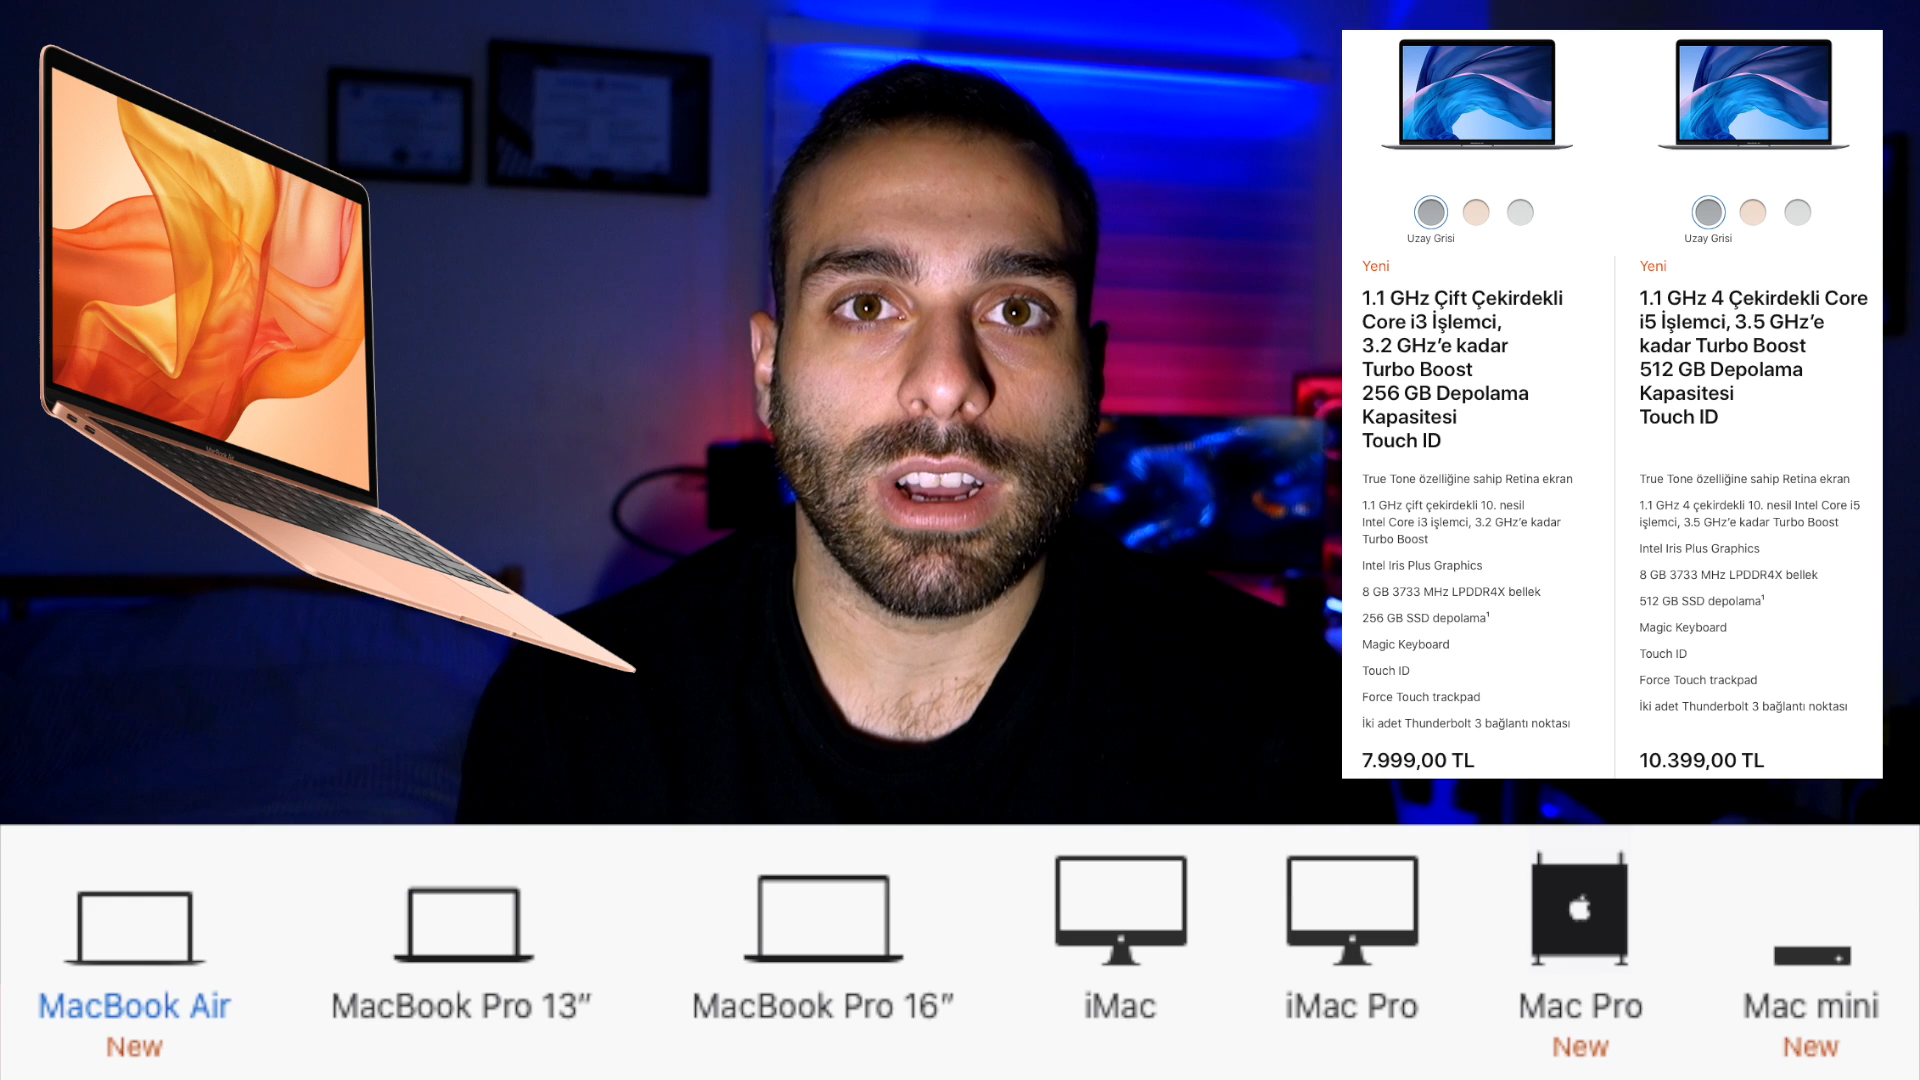 Uzay Grisi
Yeni
1.1 GHz Çift Çekirdekli
Core i3 İşlemci,
3.2 GHz’e kadar
Turbo Boost
256 GB Depolama
Kapasitesi
Touch ID
True Tone özelliğine sahip Retina ekran
1.1 GHz çift çekirdekli 10. nesil
Intel Core i3 işlemci, 3.2 GHz’e kadar
Turbo Boost
Intel Iris Plus Graphics
8 GB 3733 MHz LPDDR4X bellek
256 GB SSD depolama¹
Magic Keyboard
Touch ID
Force Touch trackpad
İki adet Thunderbolt 3 bağlantı noktası
7.999,00 TL
Uzay Grisi
Yeni
1.1 GHz 4 Çekirdekli Core
i5 İşlemci, 3.5 GHz’e
kadar Turbo Boost
512 GB Depolama
Kapasitesi
Touch ID
True Tone özelliğine sahip Retina ekran
1.1 GHz 4 çekirdekli 10. nesil Intel Core i5
işlemci, 3.5 GHz’e kadar Turbo Boost
Intel Iris Plus Graphics
8 GB 3733 MHz LPDDR4X bellek
512 GB SSD depolama¹
Magic Keyboard
Touch ID
Force Touch trackpad
İki adet Thunderbolt 3 bağlantı noktası
10.399,00 TL
MacBook Air
New
MacBook Pro 13”
MacBook Pro 16”
iMac
iMac Pro
Mac Pro
New
Mac mini
New